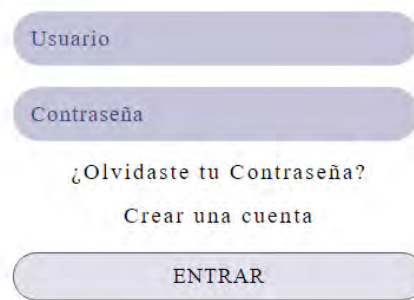 Usuario
Contraseña
¿Olvidaste tu Contraseña?
Crear una cuenta
ENTRAR